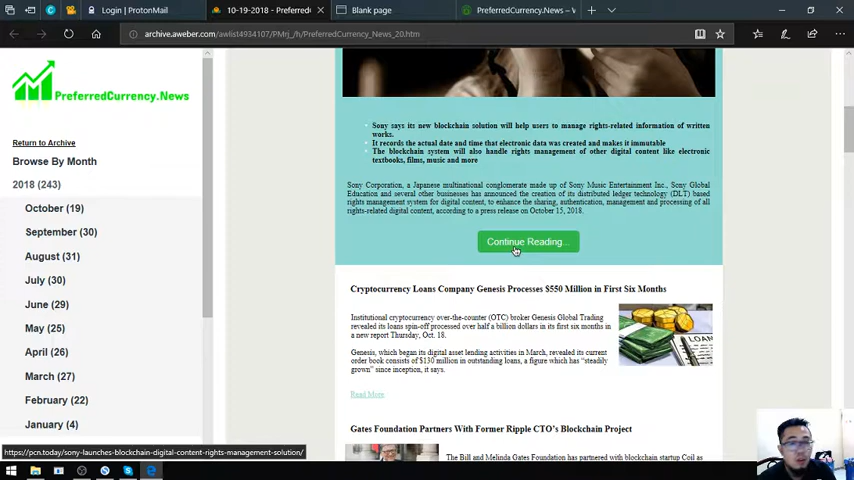 Login | ProtonMail
10-19-2018 - Preferred
Blank page
PreferredCurrency.News –
archive.aweber.com/awlist4934107/PMrj_/h/PreferredCurrency_News_20.htm
PreferredCurrency.News
Return to Archive
Browse By Month
2018 (243)
October (19)
September (30)
August (31)
July (30)
June (29)
May (25)
April (26)
March (27)
February (22)
January (4)
Sony says its new blockchain solution will help users to manage rights-related information of written
works.
It records the actual date and time that electronic data was created and makes it immutable
The blockchain system will also handle rights management of other digital content like electronic
textbooks, films, music and more
Sony Corporation, a Japanese multinational conglomerate made up of Sony Music Entertainment Inc., Sony Global
Education and several other businesses has announced the creation of its distributed ledger technology (DLT) based
rights management system for digital content, to enhance the sharing, authentication, management and processing of all
rights-related digital content, according to a press release on October 15, 2018.
Continue Reading...
Cryptocurrency Loans Company Genesis Processes $550 Million in First Six Months
Institutional cryptocurrency over-the-counter (OTC) broker Genesis Global Trading
revealed its loans spin-off processed over half a billion dollars in its first six months in
a new report Thursday, Oct. 18.
Genesis, which began its digital asset lending activities in March, revealed its current
order book consists of $130 million in outstanding loans, a figure which has “steadily
grown” since inception, it says.
LOAN
Read More
Gates Foundation Partners With Former Ripple CTO’s Blockchain Project
The Bill and Melinda Gates Foundation has partnered with blockchain startup Coil as
https://pcn.today/sony-launches-blockchain-digital-content-rights-management-solution/